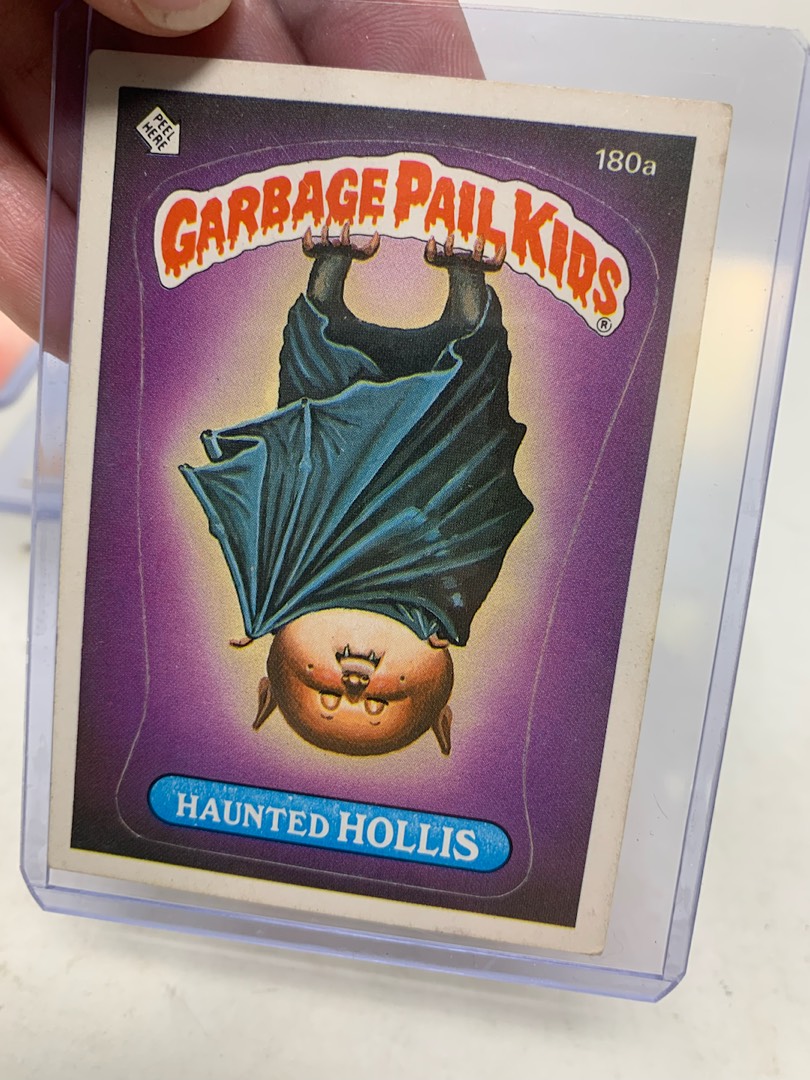 PEEL
HERE
180a
GARBAGE PAIL KIDS
®
HAUNTED HOLLIS